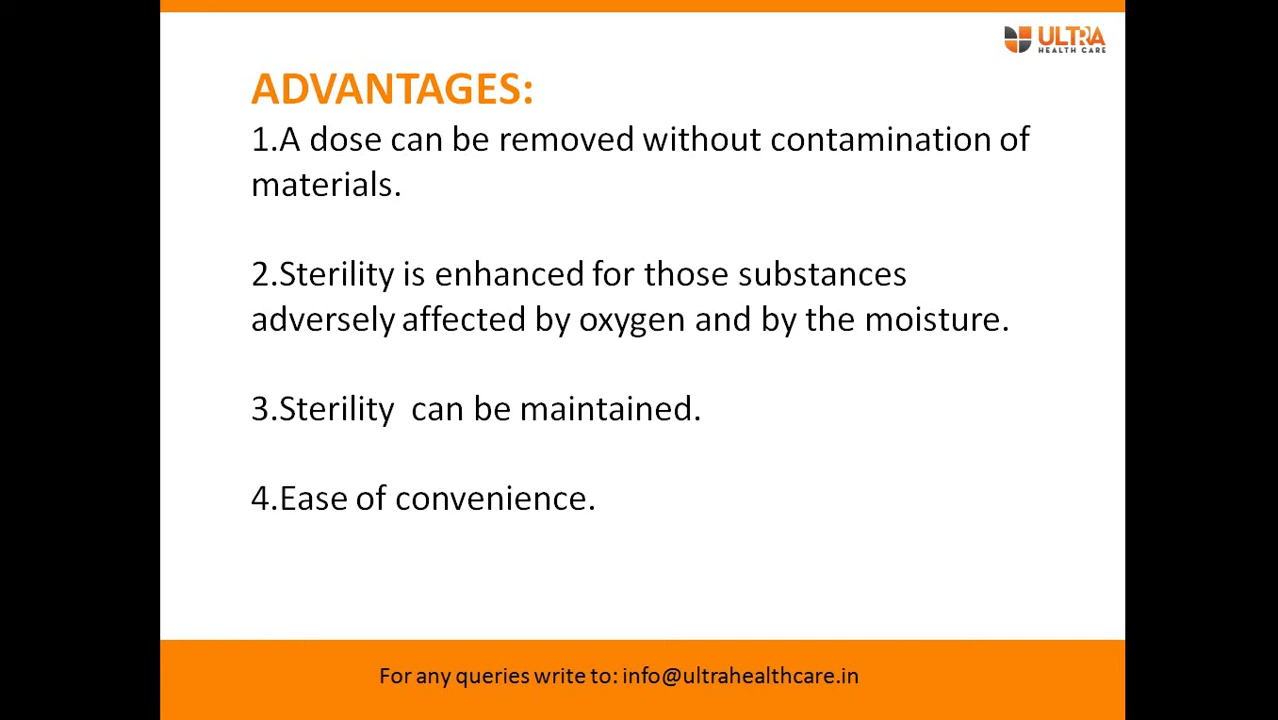 ULTRA
HEALTH CARE
ADVANTAGES:
1.A dose can be removed without contamination of
materials.
2.Sterility is enhanced for those substances
adversely affected by oxygen and by the moisture.
3.Sterility  can be maintained.
4.Ease of convenience.
For any queries write to: info@ultrahealthcare.in